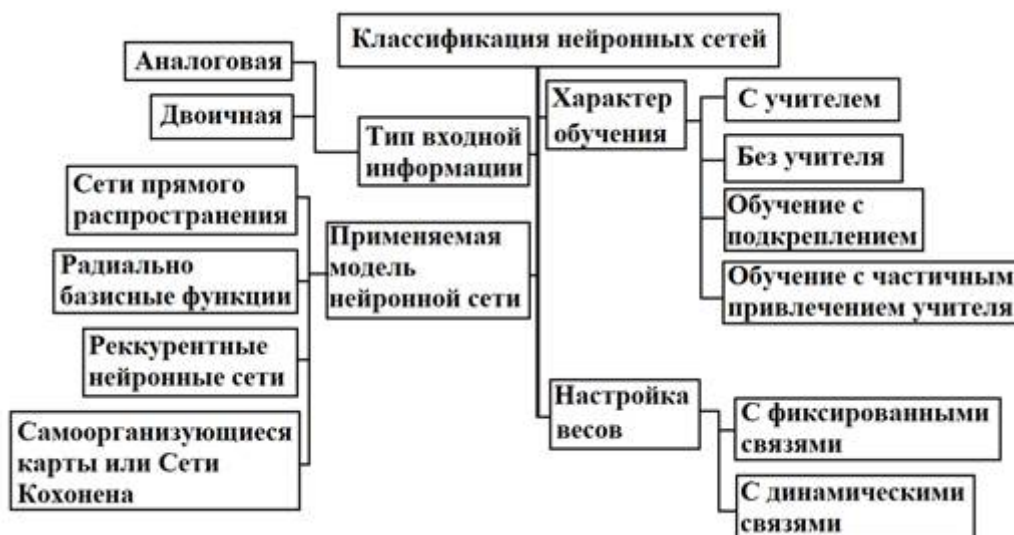 Классификация нейронных сетей
Аналоговая
Двоичная
Тип входной
информации
Сети прямого
распространения
Радиально
базисные функции
Реккурентные
нейронные сети
Самоорганизующиеся
карты или Сети
Кохонена
Применяемая
модель
нейронной сети
Характер
обучения
С учителем
Без учителя
Обучение с
подкреплением
Обучение с частичным
привлечением учителя
Настройка
весов
С фиксированными
связями
С динамическими
связями